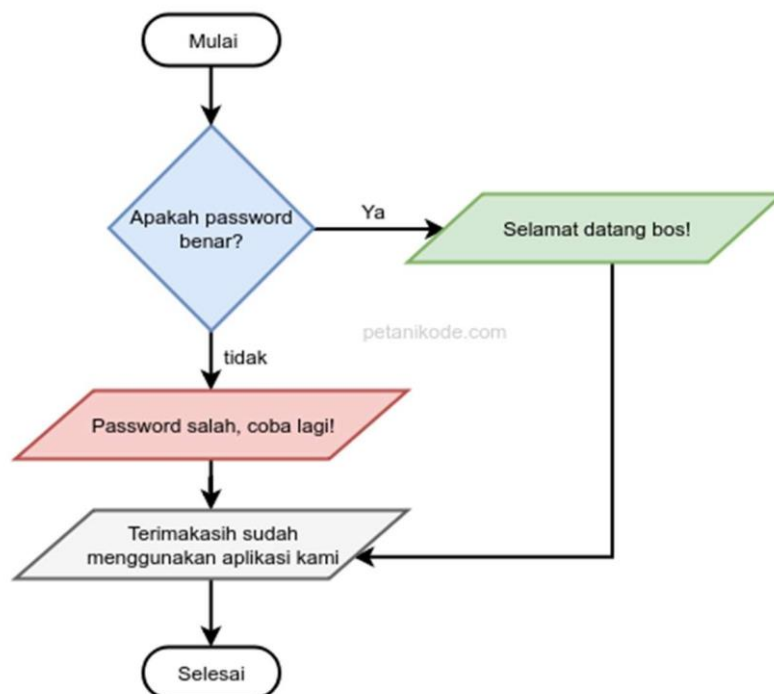 Mulai
Apakah password
benar?
Ya
Selamat datang bos!
petanikode.com
tidak
Password salah, coba lagi!
Terimakasih sudah
menggunakan aplikasi kami
Selesai